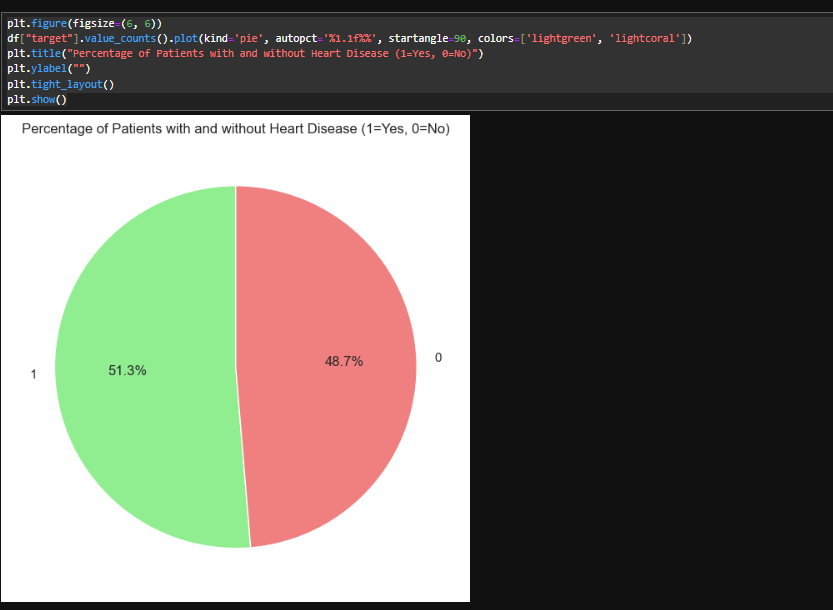 plt.figure(figsize=(6, 6))
df["target"].value_counts().plot(kind='pie', autopct='%1.1f%%', startangle=90, colors=['lightgreen', 'lightcoral'])
plt.title("Percentage of Patients with and without Heart Disease (1=Yes, 0=No)")
plt.ylabel("")
plt.tight_layout()
plt.show()
Percentage of Patients with and without Heart Disease (1=Yes, 0=No)
1
51.3%
48.7%
0